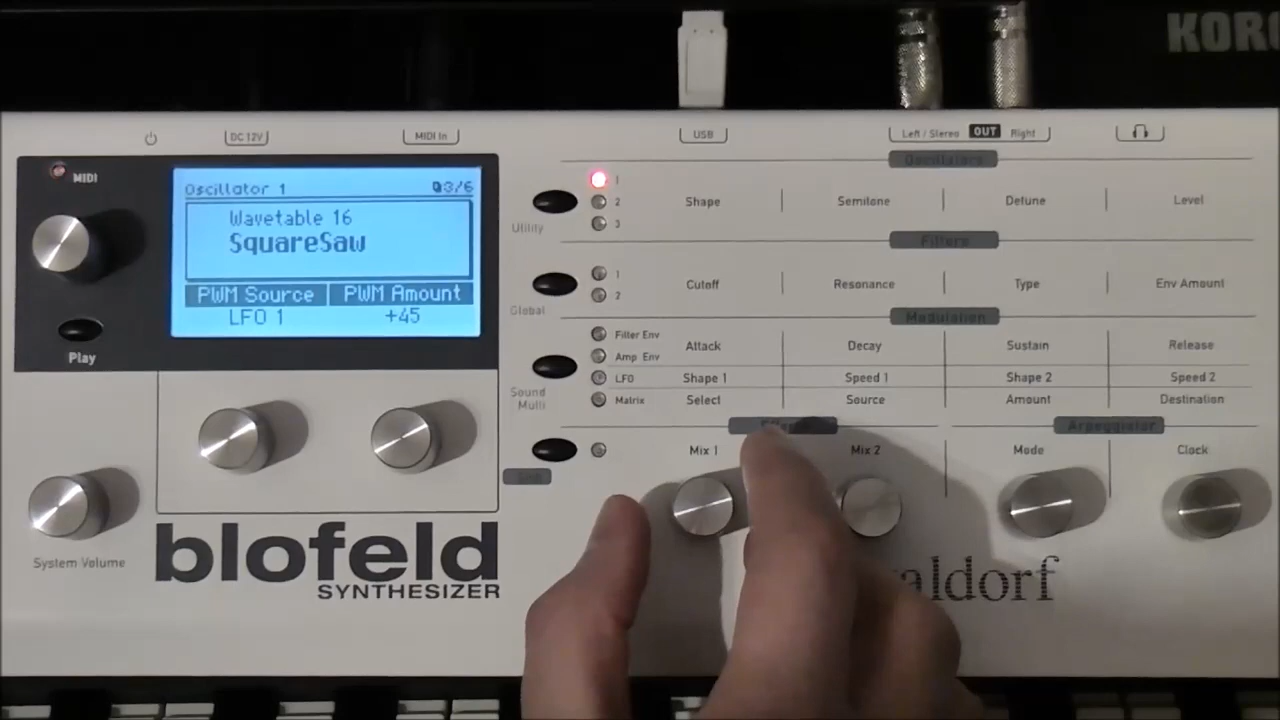 KORG
DC 12V
MIDI In
USB
Left / Stereo OUT Right
MIDI
Oscillator 1 3/6
Wavetable 16
SquareSaw
PWM Source PWM Amount
LFO 1 +45
Play
System Volume
blofeld
SYNTHESIZER
Oscillators
Utility
1
2
3
Shape Semitone Detune Level
Filters
Global
1
2
Cutoff Resonance Type Env Amount
Modulation
Sound
Multi
Filter Env
Amp Env
LFO
Matrix
Attack Decay Sustain Release
Shape 1 Speed 1 Shape 2 Speed 2
Select Source Amount Destination
Arpeggiator
Mix 1 Mix 2 Mode Clock
waldorf